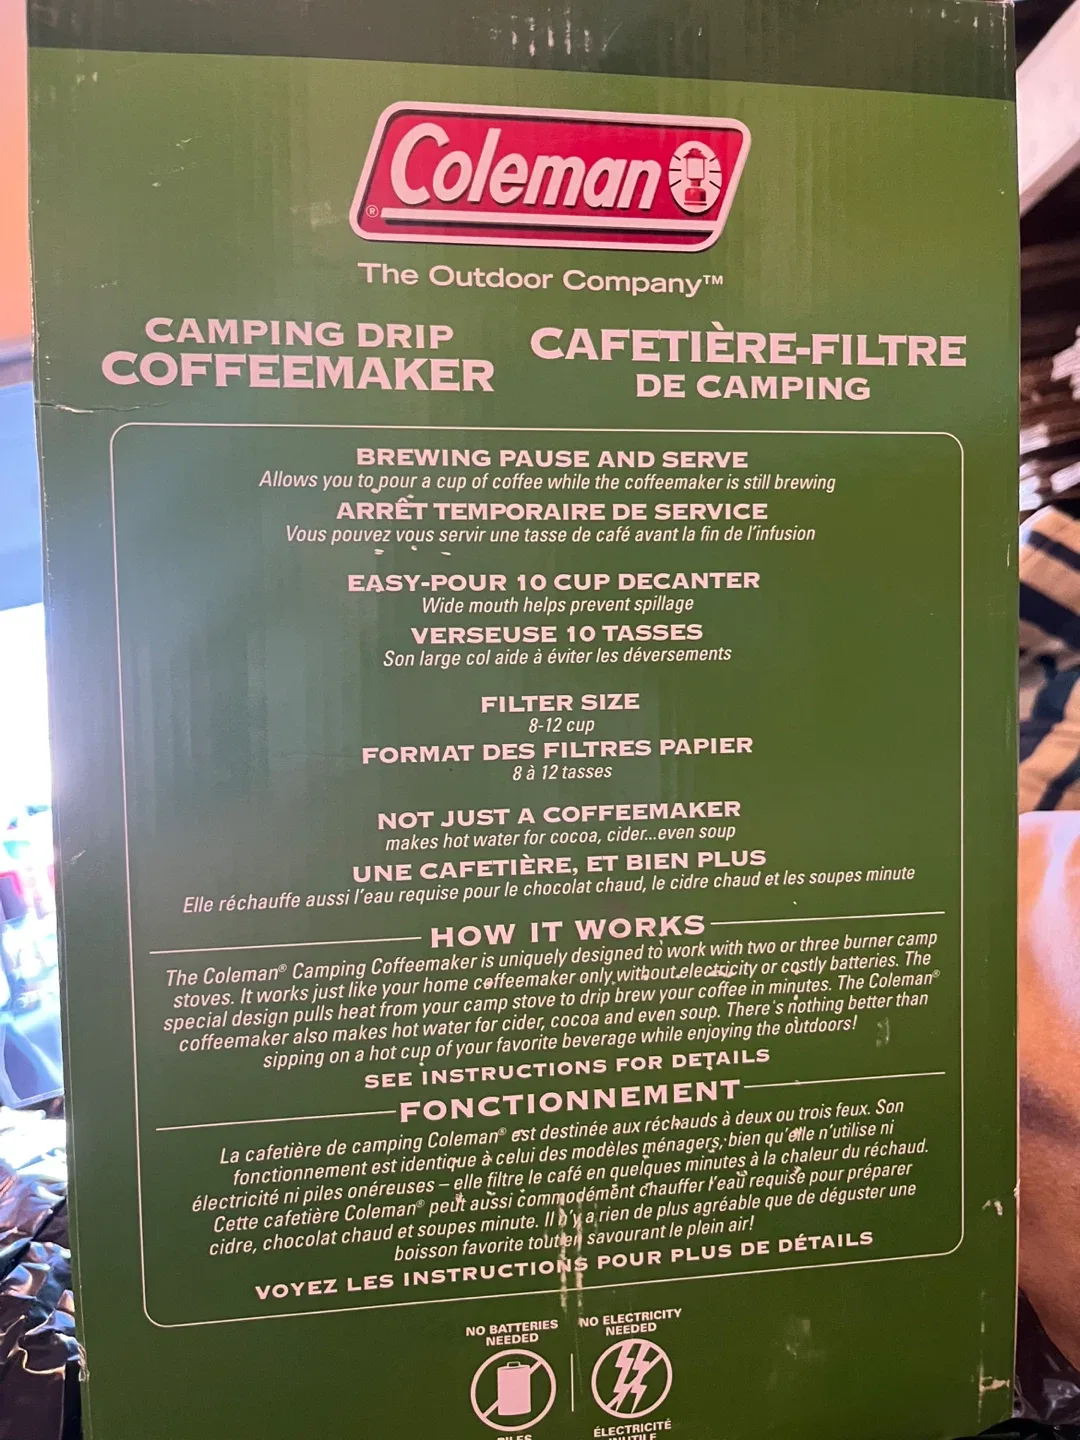 Coleman
®
The Outdoor Company™
CAMPING DRIP
COFFEEMAKER
CAFETIÈRE-FILTRE
DE CAMPING
BREWING PAUSE AND SERVE
Allows you to pour a cup of coffee while the coffeemaker is still brewing
ARRÊT TEMPORAIRE DE SERVICE
Vous pouvez vous servir une tasse de café avant la fin de l'infusion
EASY-POUR 10 CUP DECANTER
Wide mouth helps prevent spillage
VERSEUSE 10 TASSES
Son large col aide à éviter les déversements
FILTER SIZE
8-12 cup
FORMAT DES FILTRES PAPIER
8 à 12 tasses
NOT JUST A COFFEEMAKER
makes hot water for cocoa, cider...even soup
UNE CAFETIÈRE, ET BIEN PLUS
Elle réchauffe aussi l'eau requise pour le chocolat chaud, le cidre chaud et les soupes minute
HOW IT WORKS
The Coleman® Camping Coffeemaker is uniquely designed to work with two or three burner camp
stoves. It works just like your home coffeemaker only without electricity or costly batteries. The
special design pulls heat from your camp stove to drip brew your coffee in minutes. The Coleman®
coffeemaker also makes hot water for cider, cocoa and even soup. There's nothing better than
sipping on a hot cup of your favorite beverage while enjoying the outdoors!
SEE INSTRUCTIONS FOR DETAILS
FONCTIONNEMENT
La cafetière de camping Coleman® est destinée aux réchauds à deux ou trois feux. Son
fonctionnement est identique à celui des modèles ménagers, bien qu'elle n'utilise ni
électricité ni piles onéreuses – elle filtre le café en quelques minutes à la chaleur du réchaud.
Cette cafetière Coleman® peut aussi commodément chauffer l'eau requise pour préparer
cidre, chocolat chaud et soupes minute. Il n'y a rien de plus agréable que de déguster une
boisson favorite tout en savourant le plein air!
VOYEZ LES INSTRUCTIONS POUR PLUS DE DÉTAILS
NO BATTERIES
NEEDED
NO ELECTRICITY
NEEDED
PILES
ÉLECTRICITÉ
INUTILE